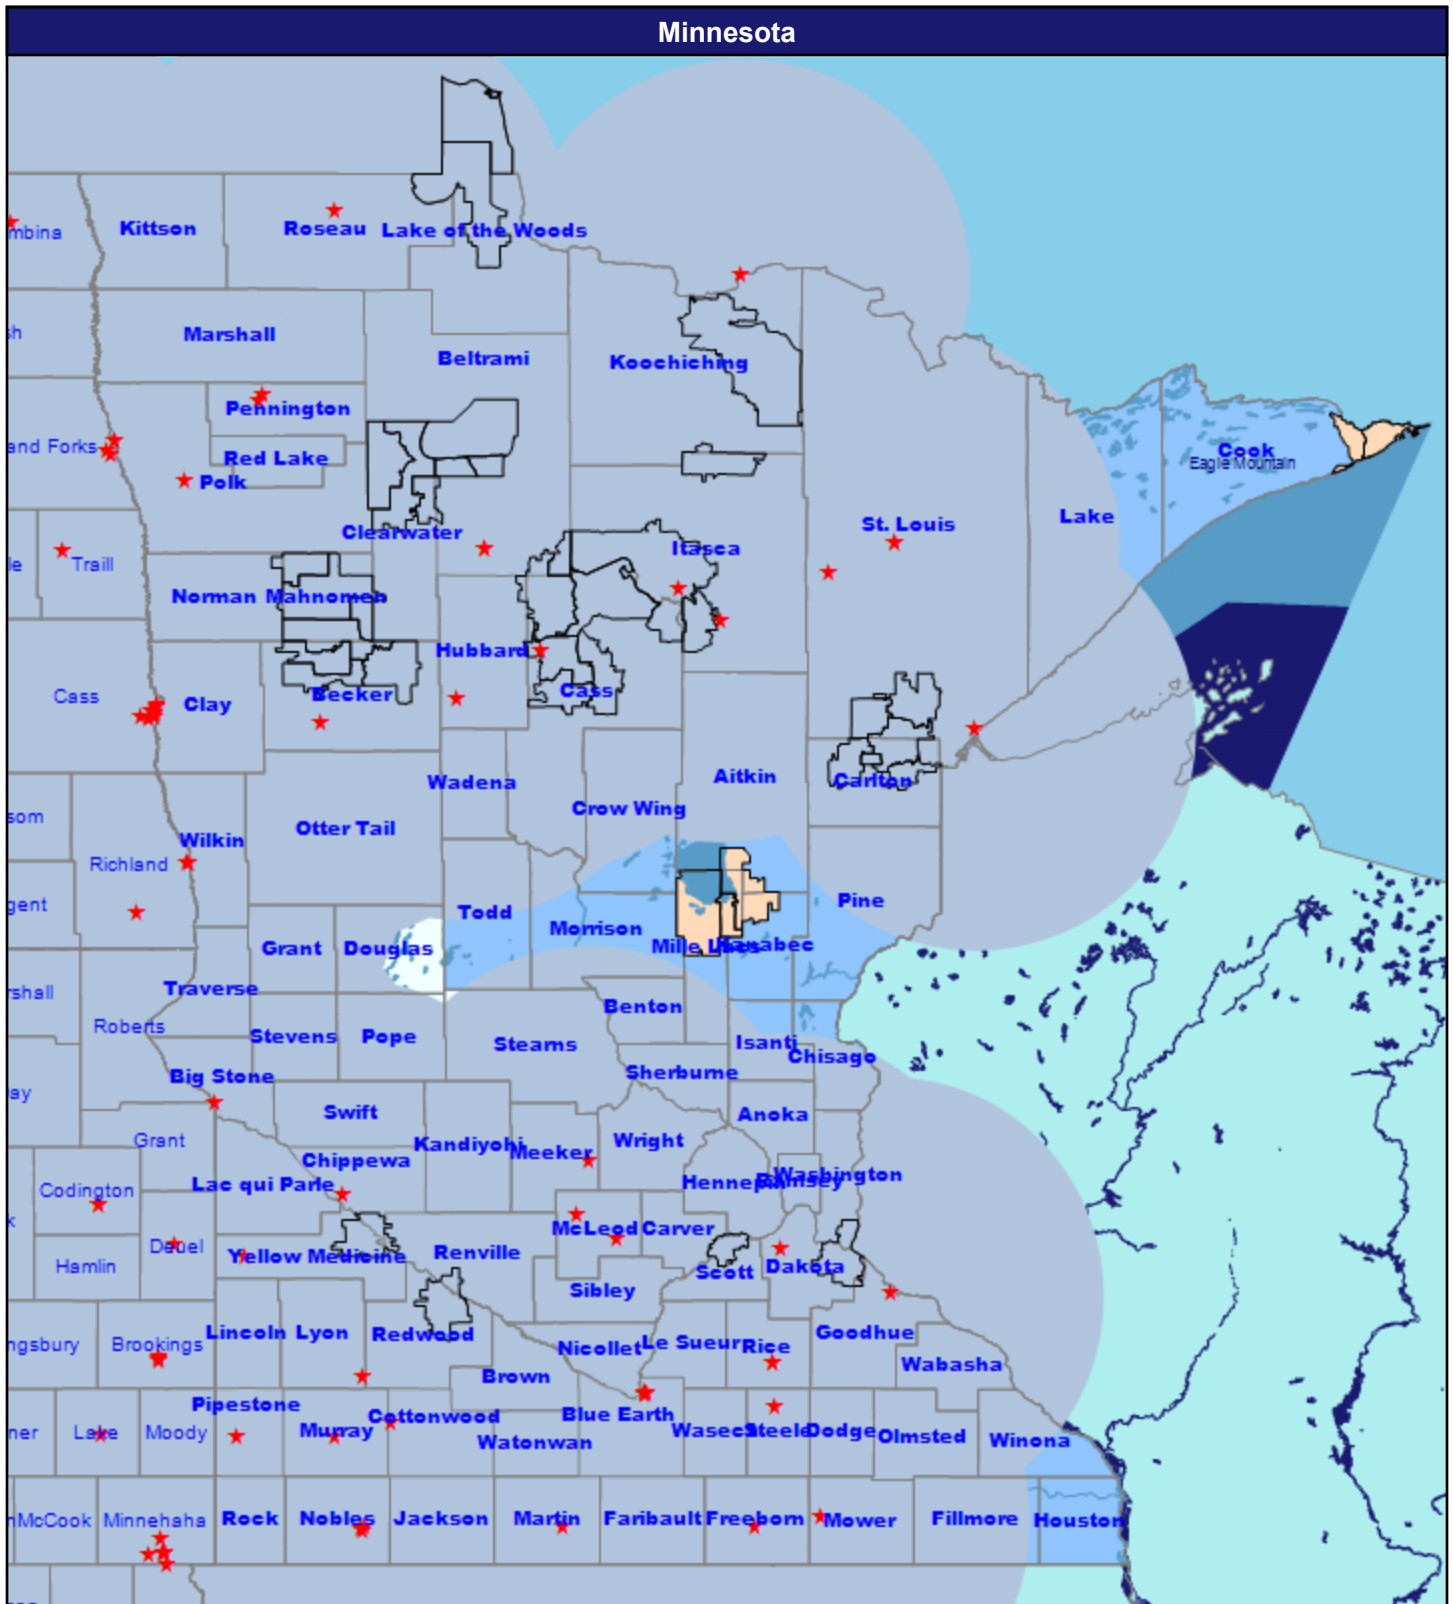 Minnesota
Kittson
Roseau
Lake of the Woods
mbina
Marshall
sh
Beltrami
Koochiching
Pennington
and Forks
Red Lake
Polk
Cook
Eagle Mountain
Clearwater
St. Louis
Lake
Itasca
le
Traill
Norman
Mahnomen
Hubbard
Cass
Cass
Clay
Becker
Wadena
Aitkin
Carlton
som
Otter Tail
Crow Wing
Wilkin
Richland
Pine
gent
Todd
Morrison
Grant
Douglas
Mille Lacs
Kanabec
Traverse
rshall
Roberts
Benton
Stevens
Pope
Stearns
Isanti
Chisago
Big Stone
Sherburne
ay
Swift
Anoka
Grant
Kandiyohi
Meeker
Wright
Chippewa
Codington
Lac qui Parle
Hennepin
Ramsey
Washington
k
McLeod
Carver
Deuel
Hamlin
Yellow Medicine
Renville
Scott
Dakota
Sibley
ngsbury
Brookings
Lincoln
Lyon
Redwood
Nicollet
Le Sueur
Rice
Goodhue
Wabasha
Brown
Pipestone
Cottonwood
Blue Earth
ner
Lake
Moody
Murray
Watonwan
Waseca
Steele
Dodge
Olmsted
Winona
McCook
Minnehaha
Rock
Nobles
Jackson
Martin
Faribault
Freeborn
Mower
Fillmore
Houston